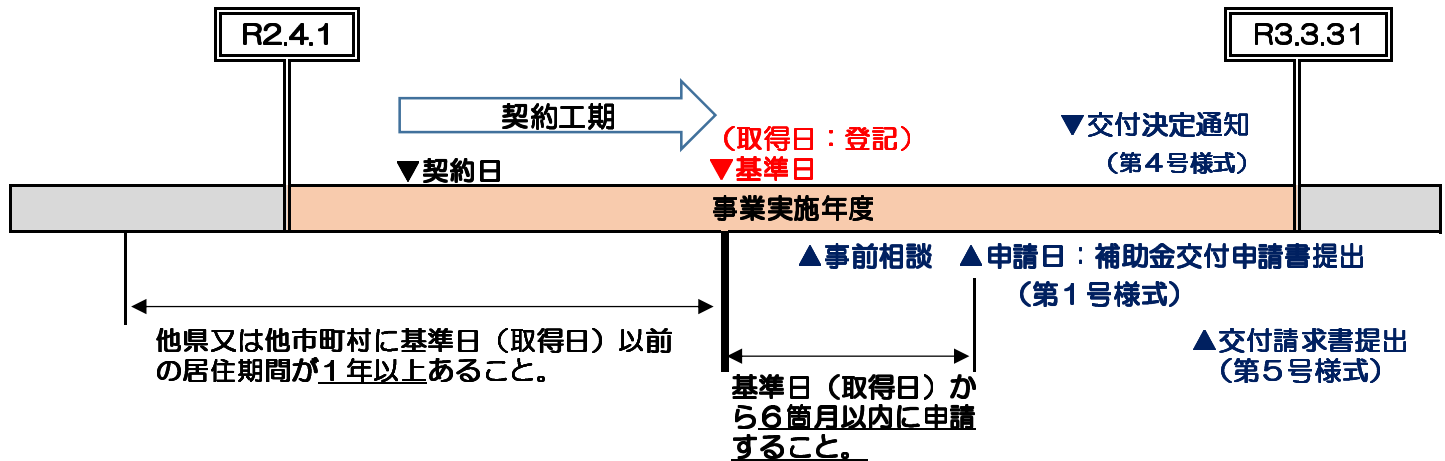 R2.4.1
R3.3.31
契約工期
(取得日：登記)
▼交付決定通知
(第4号様式)
▼契約日
▼基準日
事業実施年度
▲事前相談
▲申請日：補助金交付申請書提出
(第1号様式)
他県又は他市町村に基準日（取得日）以前
の居住期間が１年以上あること。
▲交付請求書提出
（第５号様式）
基準日（取得日）か
ら６箇月以内に申請
すること。